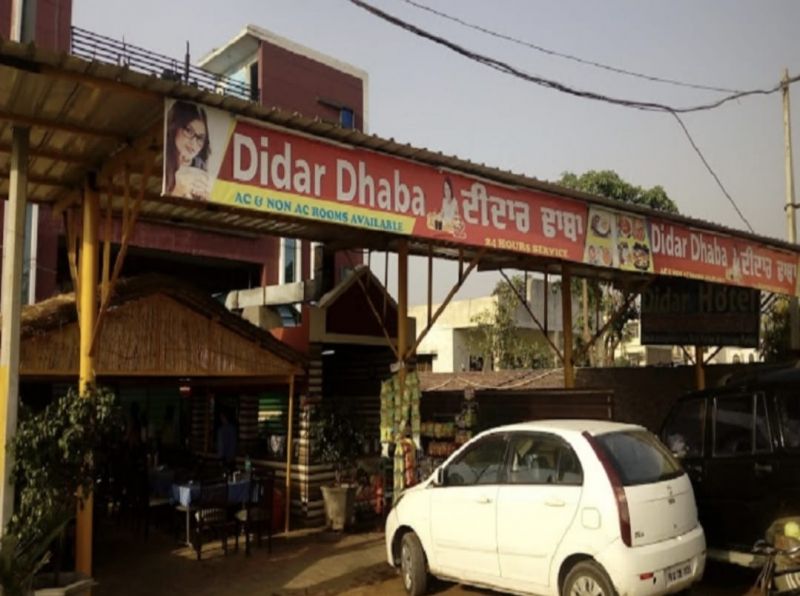 Didar Dhaba ਦੀਦਾਰ ਢਾਬਾ
AC & NON AC ROOMS AVAILABLE
24 HOURS SERVICE
Didar Dhaba ਦੀਦਾਰ ਢਾਬਾ
Didar Hotel